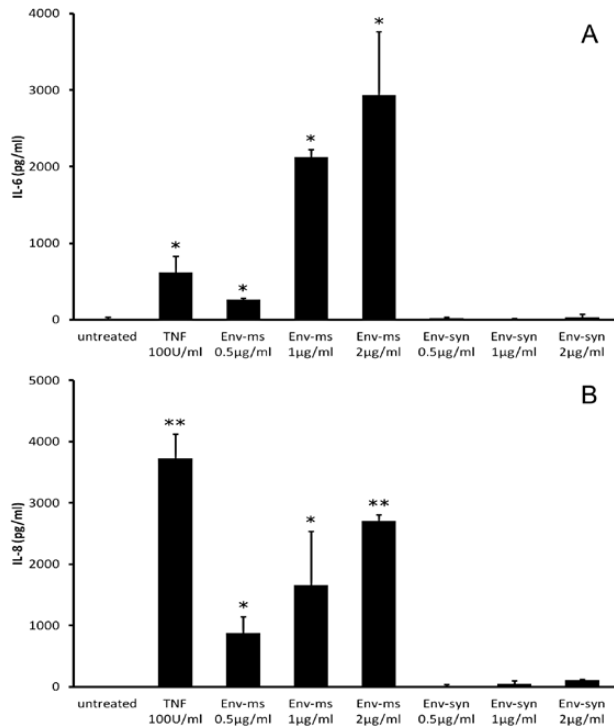 A
4000
3000
2000
1000
0
IL-6 (pg/ml)
* * * *
untreated TNF Env-ms Env-ms Env-ms Env-syn Env-syn Env-syn
100U/ml 0.5µg/ml 1µg/ml 2µg/ml 0.5µg/ml 1µg/ml 2µg/ml
B
5000
4000
3000
2000
1000
0
IL-8 (pg/ml)
** * * **
untreated TNF Env-ms Env-ms Env-ms Env-syn Env-syn Env-syn
100U/ml 0.5µg/ml 1µg/ml 2µg/ml 0.5µg/ml 1µg/ml 2µg/ml